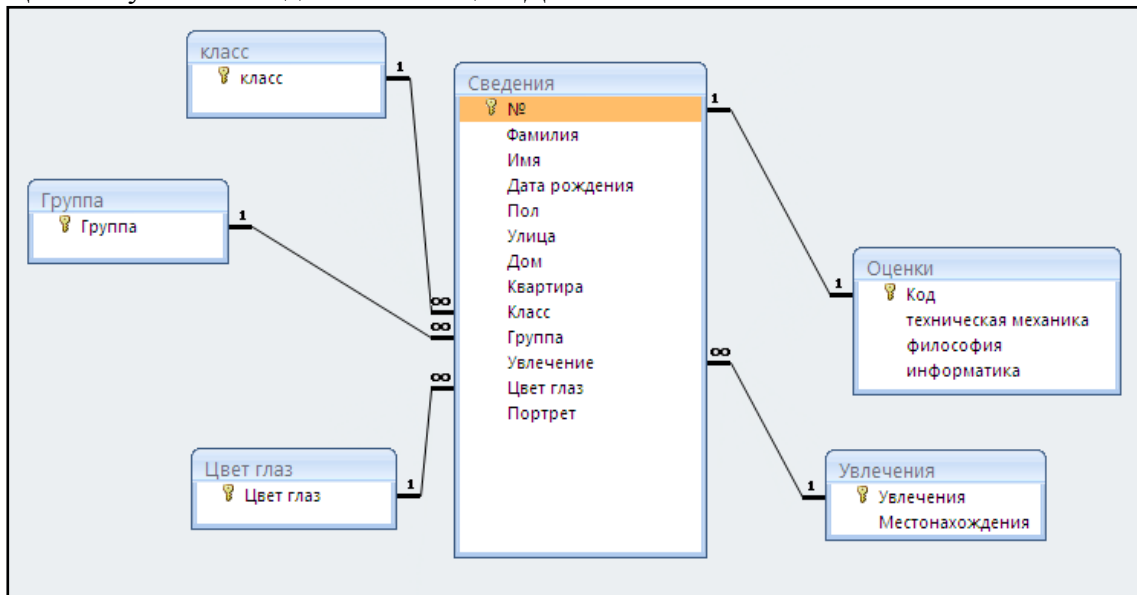 класс
класс
1
Группа
Группа
1
Цвет глаз
Цвет глаз
1
Сведения
№
Фамилия
Имя
Дата рождения
Пол
Улица
Дом
Квартира
Класс
Группа
Увлечение
Цвет глаз
Портрет
∞
∞
∞
1
∞
Оценки
Код
техническая механика
философия
информатика
1
Увлечения
Увлечения
Местонахождения
1